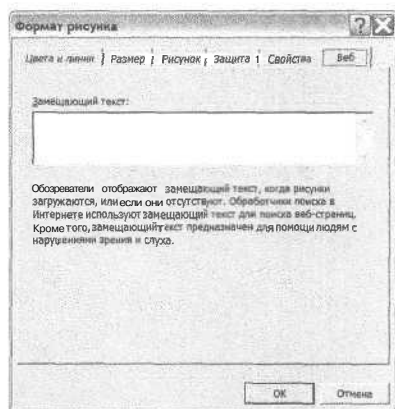 Формат рисунка
Цвета и линии Размер Рисунок Защита Свойства Веб
Замещающий текст:
Обозреватели отображают замещающий текст, когда рисунки
загружаются, или если они отсутствуют. Обработчики поиска в
Интернете используют замещающий текст для поиска веб-страниц.
Кроме того, замещающий текст предназначен для помощи людям с
нарушениями зрения и слуха.
ОК Отмена